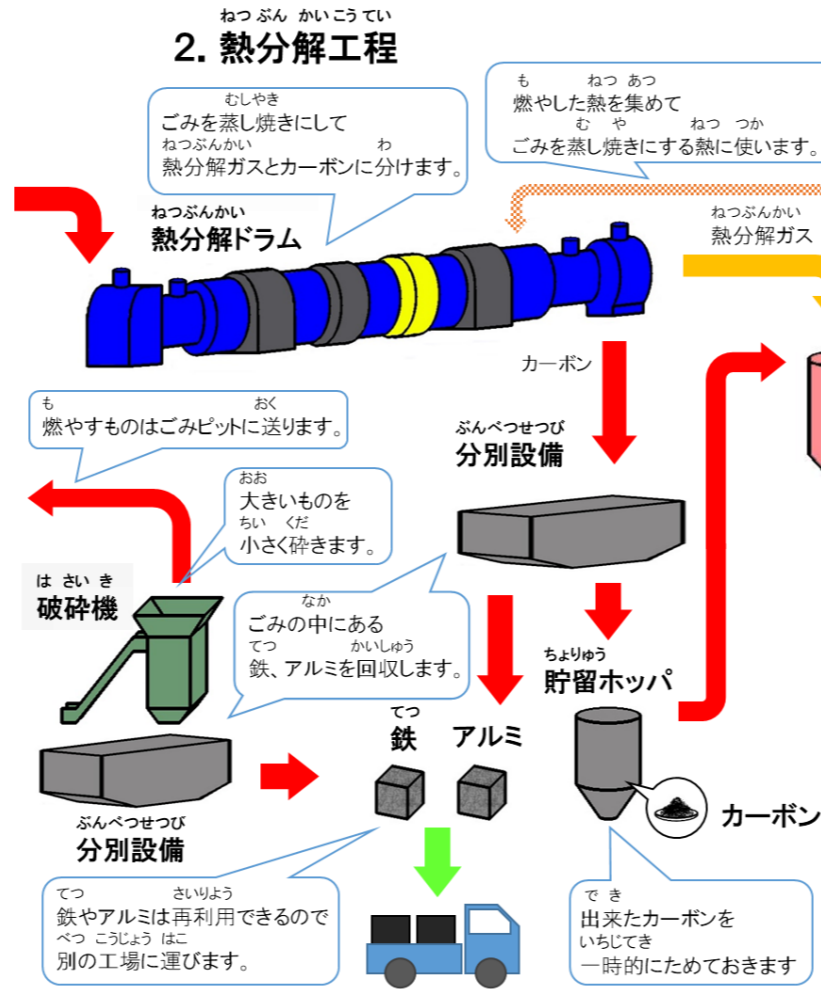 ねつ ぶん かい こう てい
2. 熱分解工程
むしやき
ごみを蒸し焼きにして
ねつぶんかい わ
熱分解ガスとカーボンに分けます。
も ねつ あつ
燃やした熱を集めて
む や ねつ つか
ごみを蒸し焼きにする熱に使います。
ねつぶんかい
熱分解ドラム
ねつぶんかい
熱分解ガス
カーボン
も おく
燃やすものはごみピットに送ります。
ぶんべつせつび
分別設備
おお
大きいものを
ちい くだ
小さく砕きます。
は さい き
破砕機
なか
ごみの中にある
てつ かいしゅう
鉄、アルミを回収します。
ちょりゅう
貯留ホッパ
てつ
鉄 アルミ
カーボン
ぶんべつせつび
分別設備
てつ さいりよう
鉄やアルミは再利用できるので
べつ こうじょう はこ
別の工場に運びます。
で き
出来たカーボンを
いちじてき
一時的にためておきます